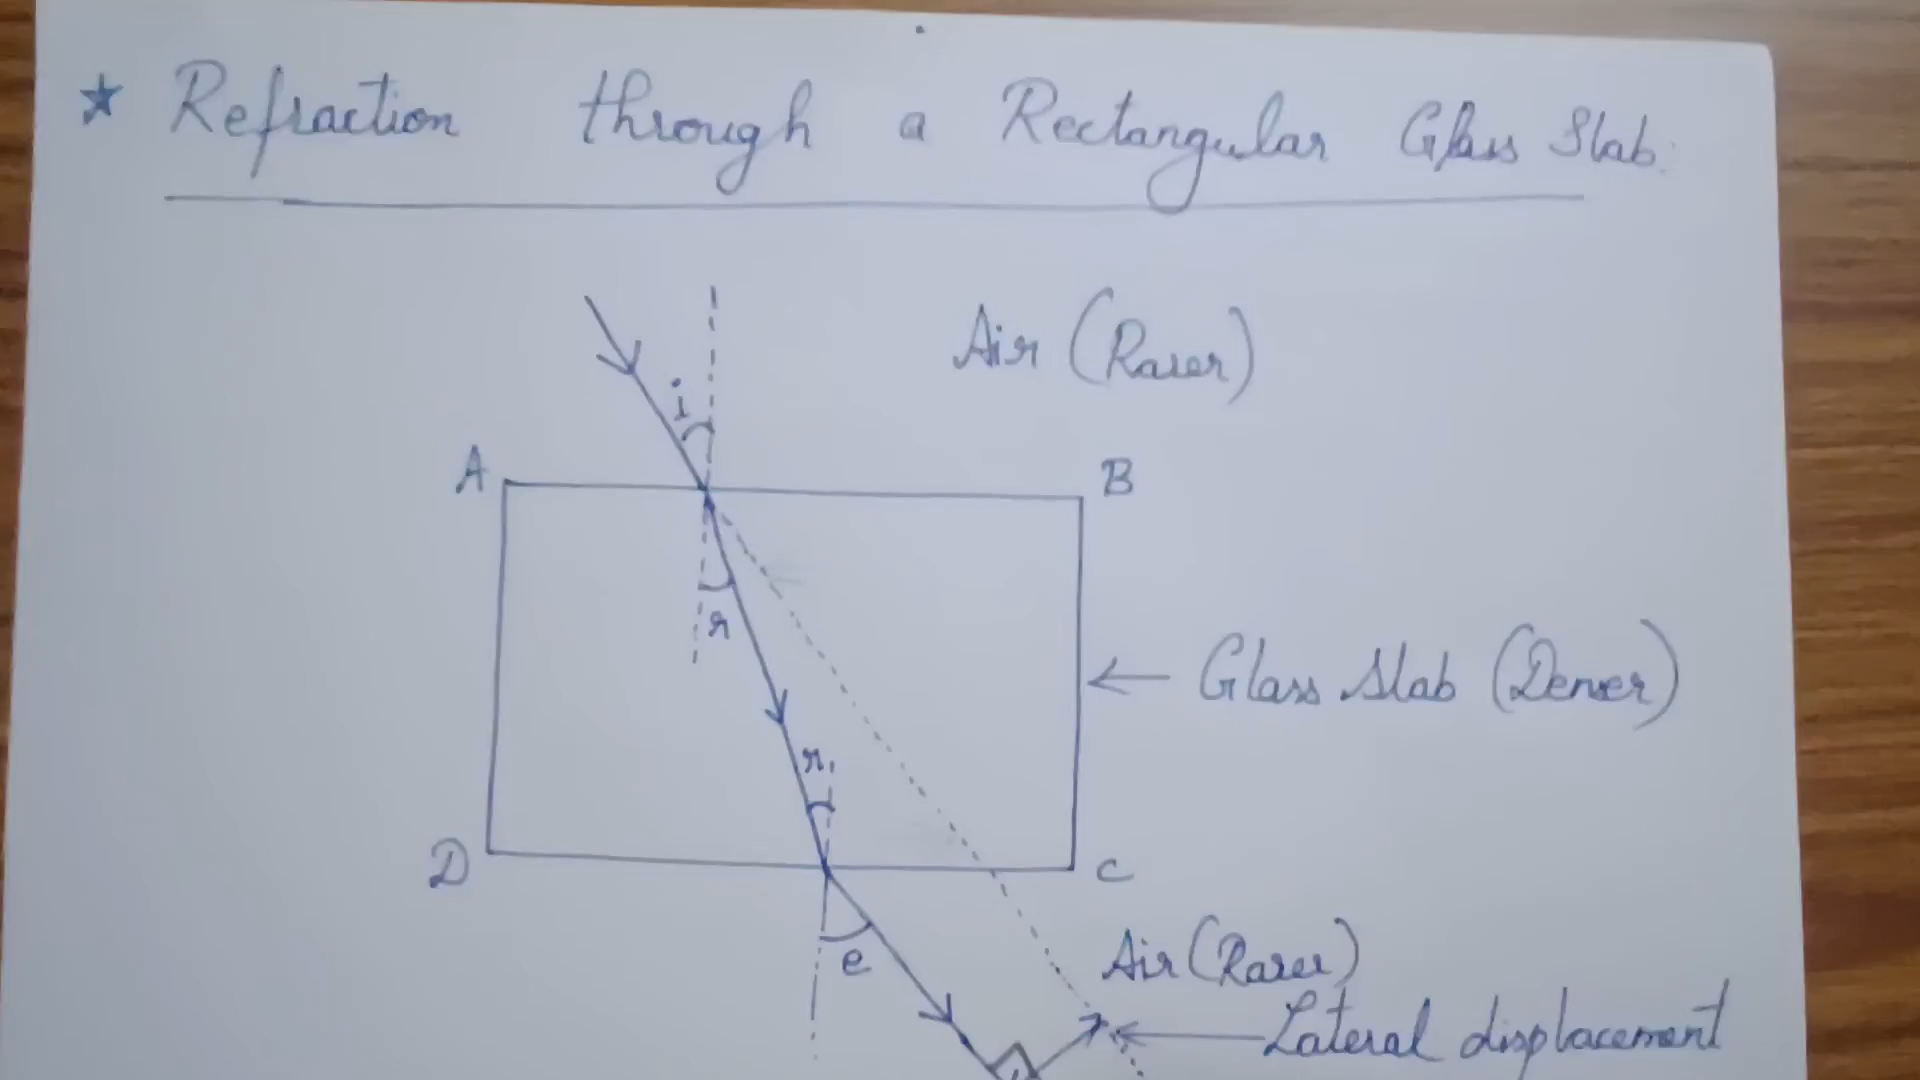 ★ Refraction through a Rectangular Glass Slab.
Air (Rarer)
i
A
B
r
← Glass Slab (Denser)
r₁
D
C
e
Air (Rarer)
Lateral displacement